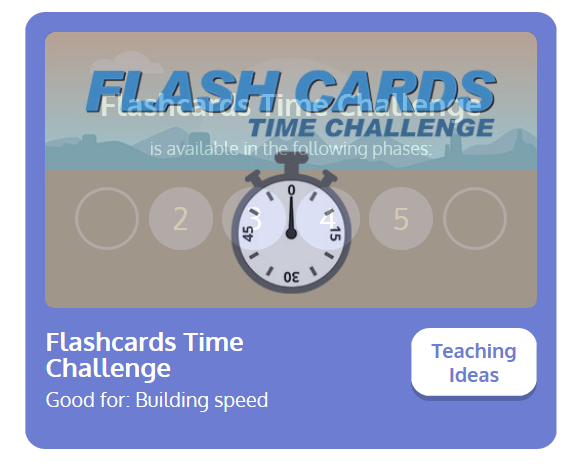 FLASH CARDS
Flashcards Time Challenge
TIME CHALLENGE
is available in the following phases:
0
2 3 4 5
45 15
30
Flashcards Time
Challenge
Good for: Building speed
Teaching
Ideas